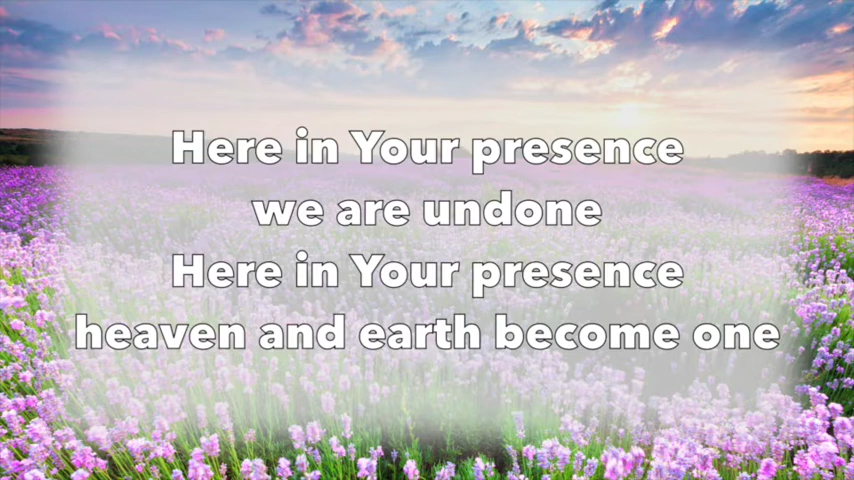 Here in Your presence
we are undone
Here in Your presence
heaven and earth become one